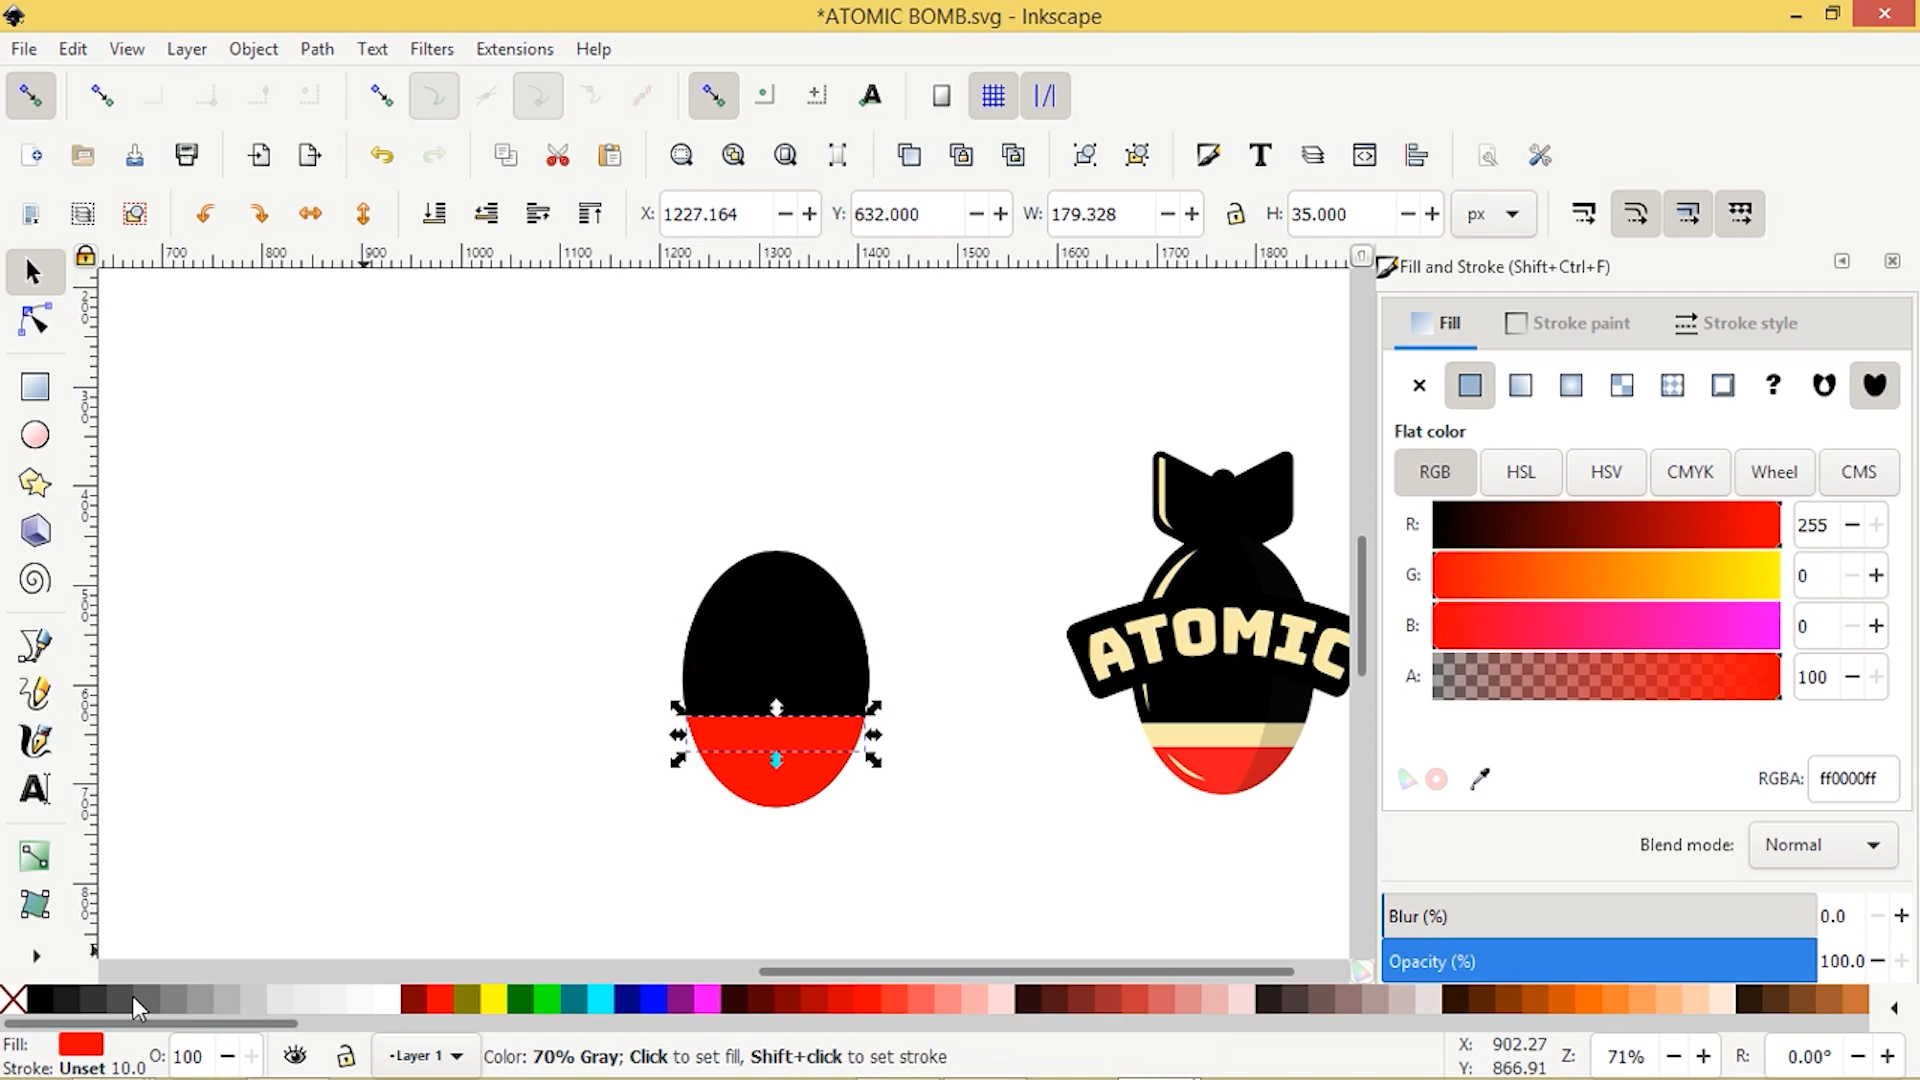 *ATOMIC BOMB.svg - Inkscape
File Edit View Layer Object Path Text Filters Extensions Help
X: 1227.164 Y: 632.000 W: 179.328 H: 35.000 px
700 800 900 1000 1100 1200 1300 1400 1500 1600 1700 1800
Fill and Stroke (Shift+Ctrl+F)
Fill Stroke paint Stroke style
Flat color
RGB HSL HSV CMYK Wheel CMS
R: 255
G: 0
B: 0
A: 100
RGBA: ff0000ff
Blend mode: Normal
Blur (%) 0.0
Opacity (%) 100.0
ATOMIC
Fill:
Stroke: Unset 10.0
O: 100
Layer 1
Color: 70% Gray; Click to set fill, Shift+click to set stroke
X: 902.27
Y: 866.91
Z: 71%
R: 0.00°